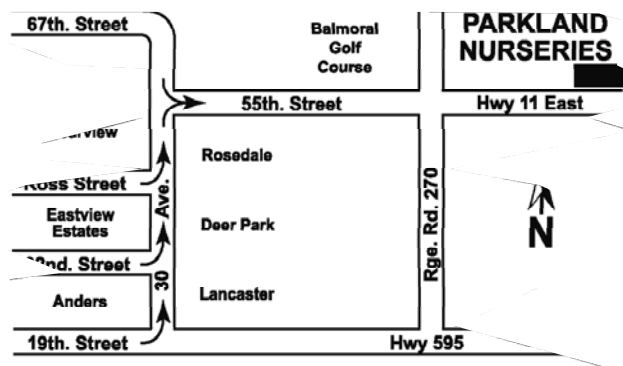 67th. Street
Balmoral
Golf
Course
PARKLAND
NURSERIES
55th. Street
Hwy 11 East
Rosedale
Ross Street
Ave.
30
Rge. Rd. 270
Eastview
Estates
Deer Park
N
Street
Anders
Lancaster
19th. Street
Hwy 595